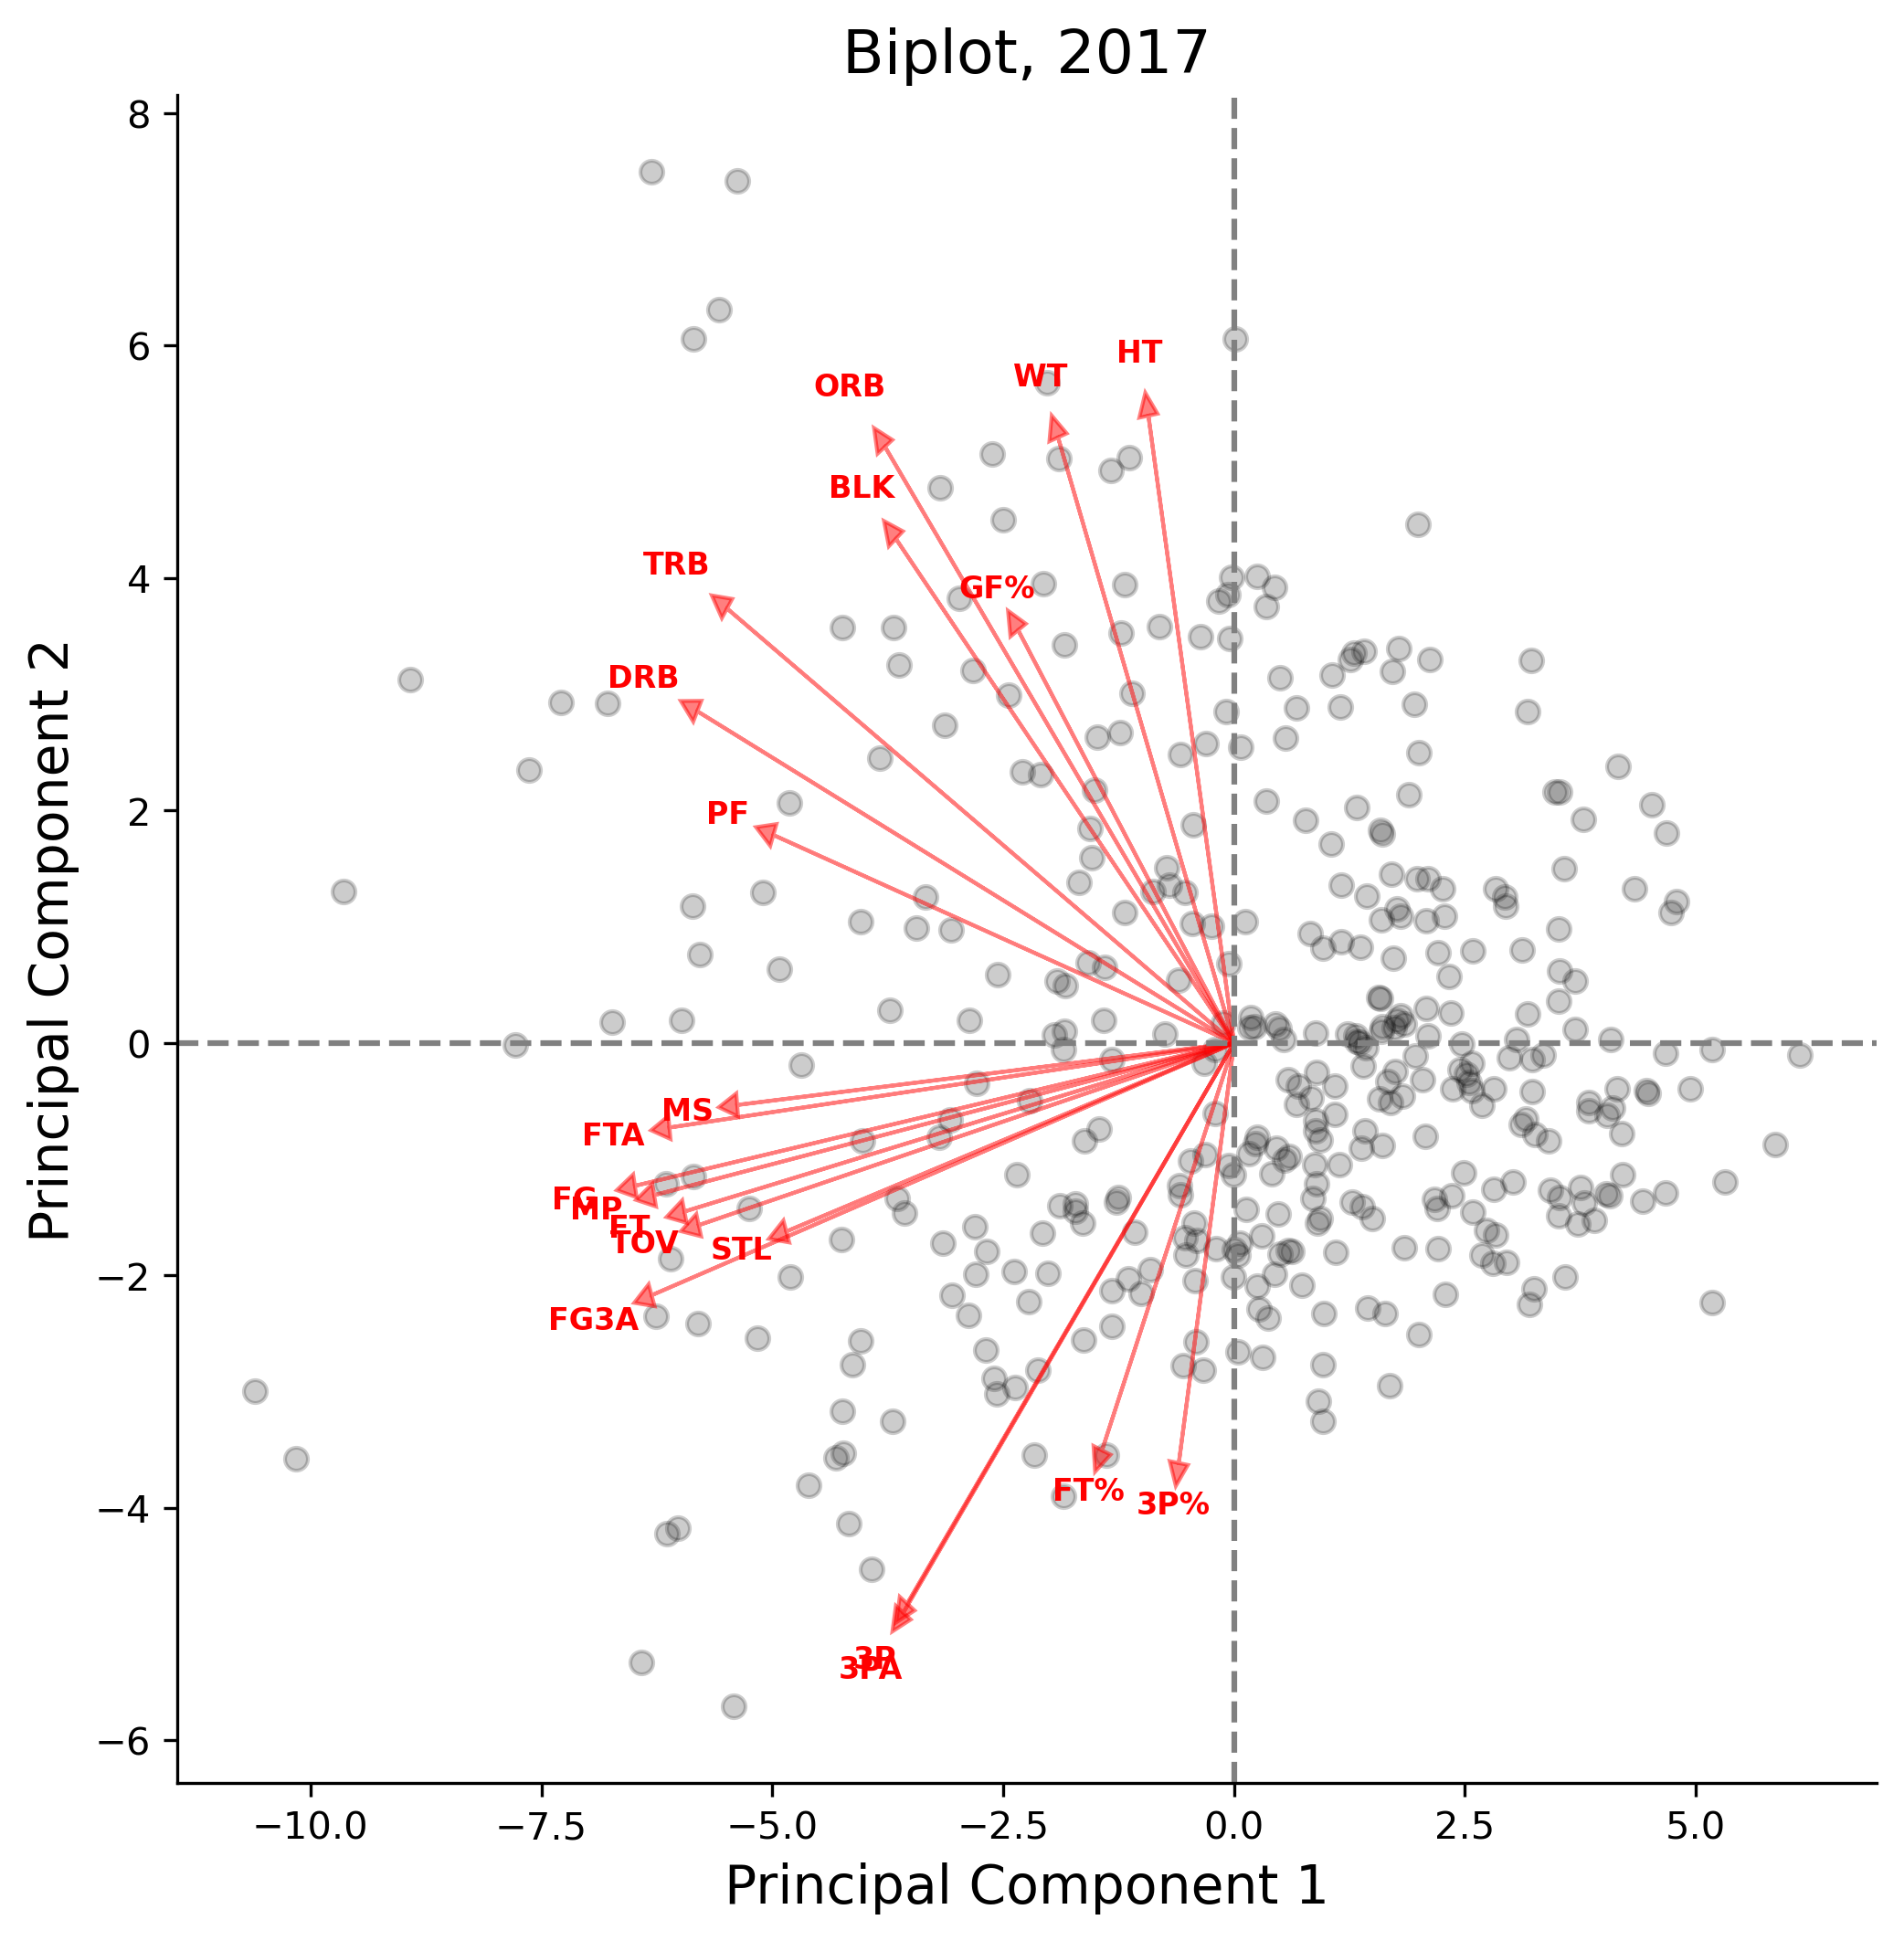 Biplot, 2017
8
6
4
2
0
−2
−4
−6
Principal Component 2
HT
WT
ORB
BLK
TRB
GF%
DRB
PF
MS
FTA
FG
MP
FT
TOV
STL
FG3A
FT%
3P%
3P
3PA
−10.0
−7.5
−5.0
−2.5
0.0
2.5
5.0
Principal Component 1